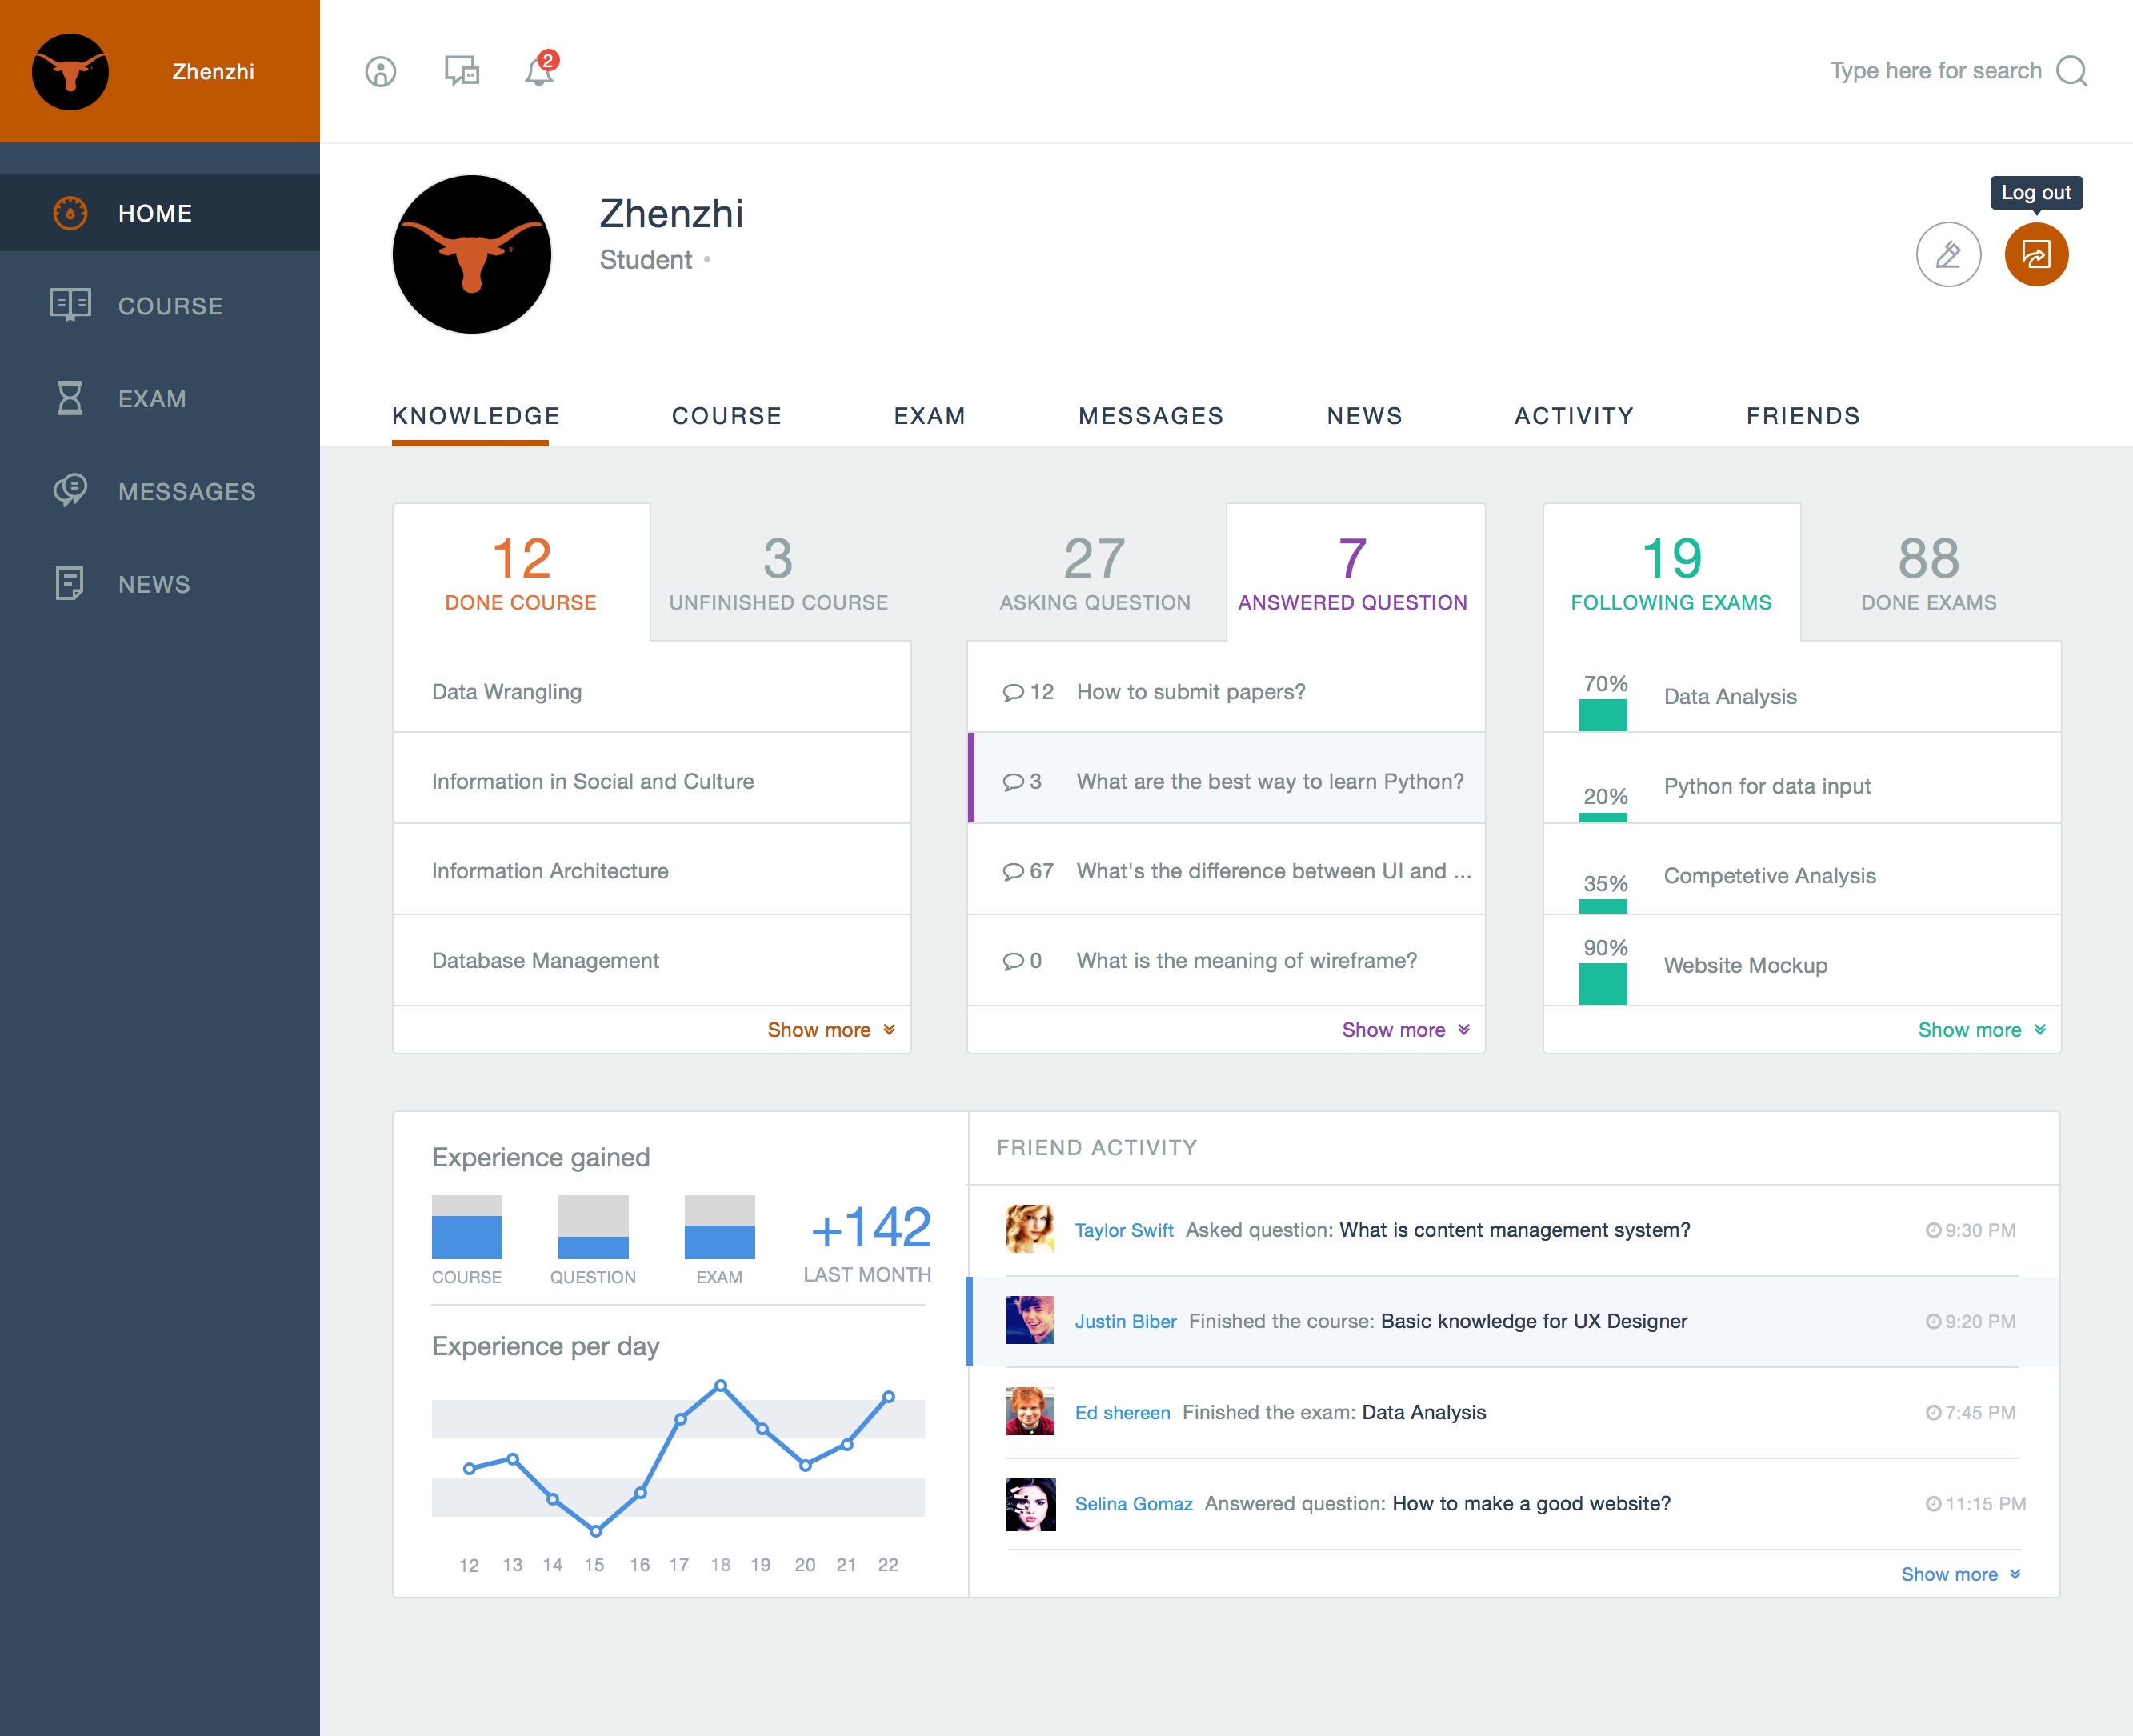 Zhenzhi
2
Type here for search
HOME
COURSE
EXAM
MESSAGES
NEWS
Zhenzhi
Student •
Log out
KNOWLEDGE COURSE EXAM MESSAGES NEWS ACTIVITY FRIENDS
12
DONE COURSE
3
UNFINISHED COURSE
Data Wrangling
Information in Social and Culture
Information Architecture
Database Management
Show more
27
ASKING QUESTION
7
ANSWERED QUESTION
12 How to submit papers?
3 What are the best way to learn Python?
67 What's the difference between UI and ...
0 What is the meaning of wireframe?
Show more
19
FOLLOWING EXAMS
88
DONE EXAMS
70% Data Analysis
20% Python for data input
35% Competetive Analysis
90% Website Mockup
Show more
Experience gained
COURSE
QUESTION
EXAM
+142
LAST MONTH
Experience per day
12 13 14 15 16 17 18 19 20 21 22
FRIEND ACTIVITY
Taylor Swift Asked question: What is content management system? 9:30 PM
Justin Biber Finished the course: Basic knowledge for UX Designer 9:20 PM
Ed shereen Finished the exam: Data Analysis 7:45 PM
Selina Gomaz Answered question: How to make a good website? 11:15 PM
Show more